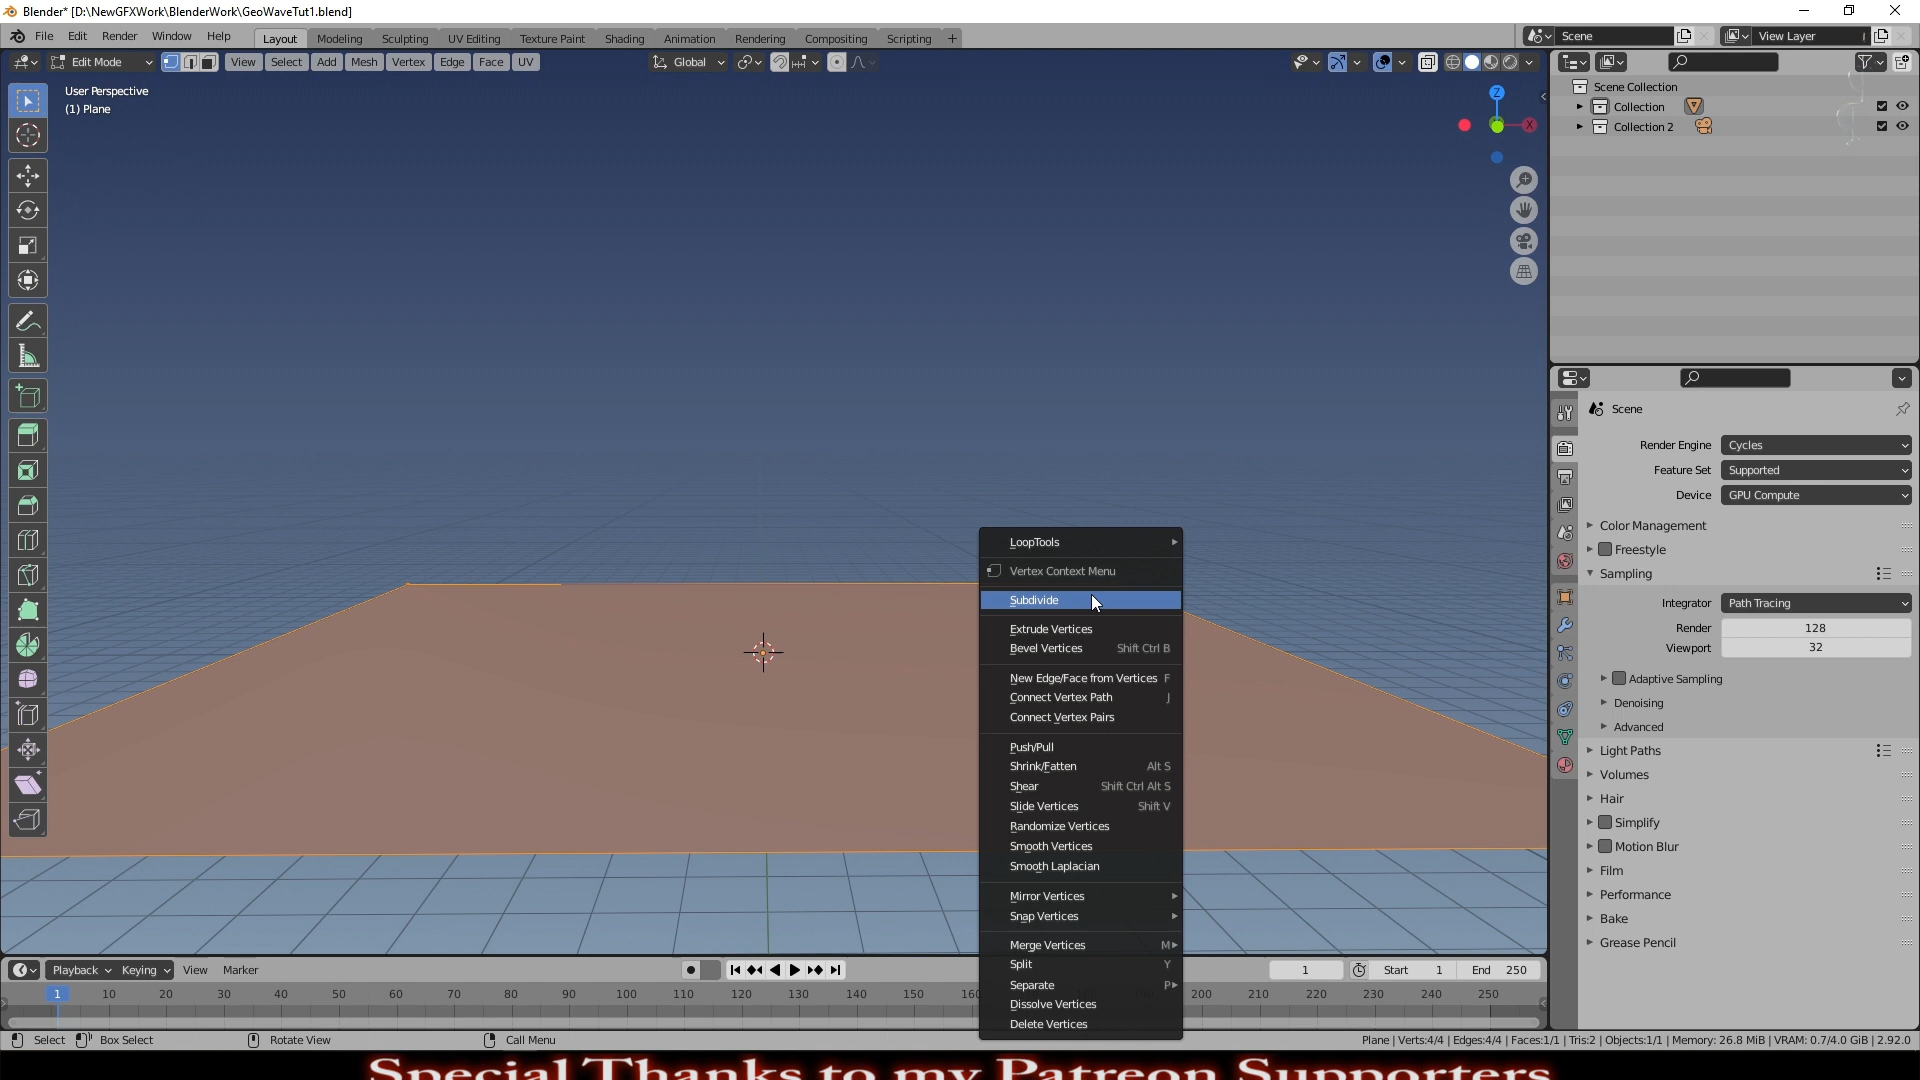 Blender* [D:\NewGFXWork\BlenderWork\GeoWaveTut1.blend]
File Edit Render Window Help Layout Modeling Sculpting UV Editing Texture Paint Shading Animation Rendering Compositing Scripting + Scene View Layer
Edit Mode View Select Add Mesh Vertex Edge Face UV Global
User Perspective
(1) Plane
Z
X
Scene Collection
Collection
Collection 2
Scene
Render Engine Cycles
Feature Set Supported
Device GPU Compute
Color Management
Freestyle
Sampling
Integrator Path Tracing
Render 128
Viewport 32
Adaptive Sampling
Denoising
Advanced
Light Paths
Volumes
Hair
Simplify
Motion Blur
Film
Performance
Bake
Grease Pencil
LoopTools
Vertex Context Menu
Subdivide
Extrude Vertices
Bevel Vertices Shift Ctrl B
New Edge/Face from Vertices F
Connect Vertex Path J
Connect Vertex Pairs
Push/Pull
Shrink/Fatten Alt S
Shear Shift Ctrl Alt S
Slide Vertices Shift V
Randomize Vertices
Smooth Vertices
Smooth Laplacian
Mirror Vertices
Snap Vertices
Merge Vertices M
Split Y
Separate P
Dissolve Vertices
Delete Vertices
Playback Keying View Marker 1 Start 1 End 250
1 10 20 30 40 50 60 70 80 90 100 110 120 130 140 150 200 210 220 230 240 250
Select Box Select Rotate View Call Menu Plane | Verts:4/4 | Edges:4/4 | Faces:1/1 | Tris:2 | Objects:1/1 | Memory: 26.8 MiB | VRAM: 0.7/4.0 GiB | 2.92.0
Special Thanks to my Patreon Supporters